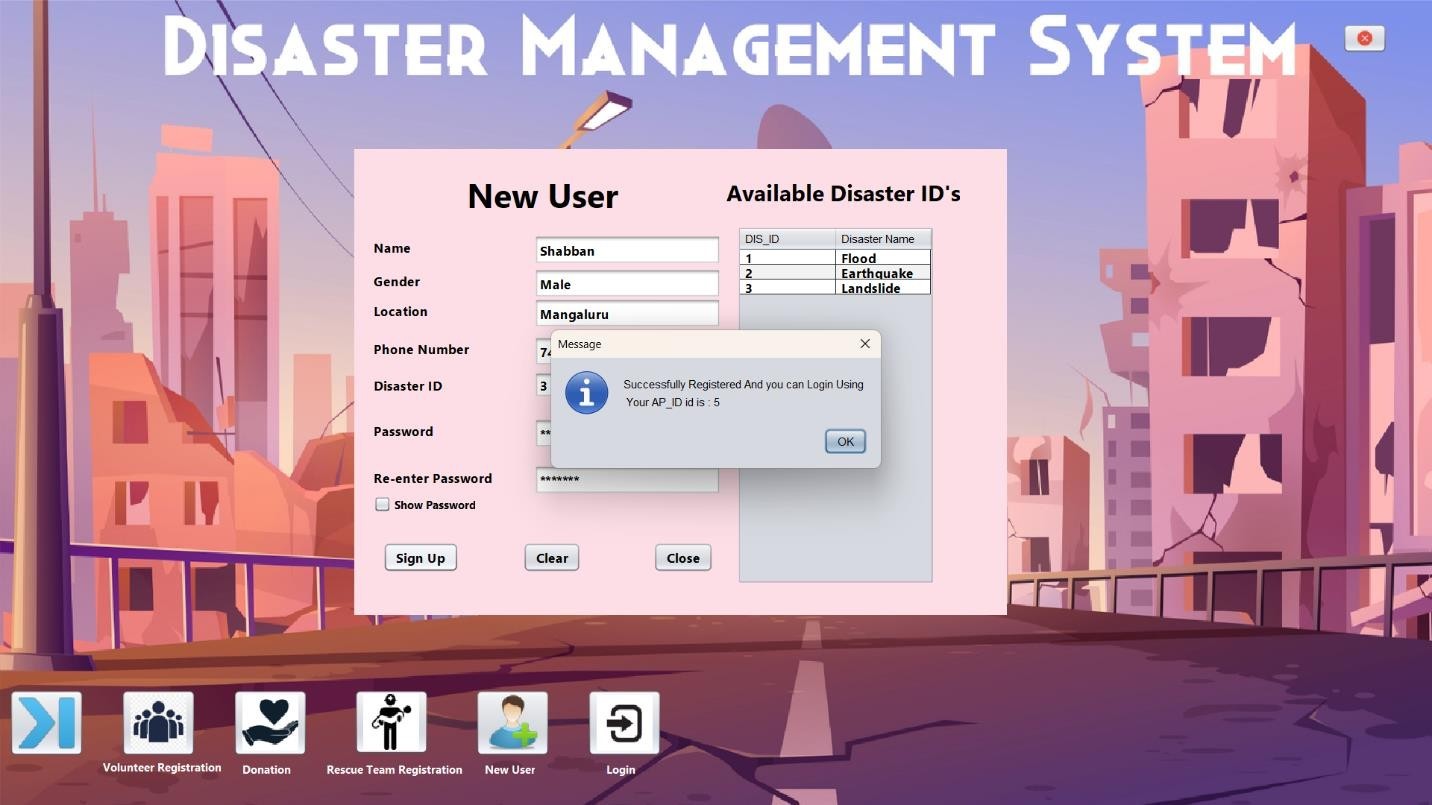 Disaster Management System
New User
Available Disaster ID's
Name
Shabban
Gender
Male
Location
Mangaluru
Phone Number
74
Disaster ID
3
Password
**
Re-enter Password
*******
Show Password
Sign Up
Clear
Close
DIS_ID Disaster Name
1 Flood
2 Earthquake
3 Landslide
Message
Successfully Registered And you can Login Using
Your AP_ID id is : 5
OK
Volunteer Registration
Donation
Rescue Team Registration
New User
Login